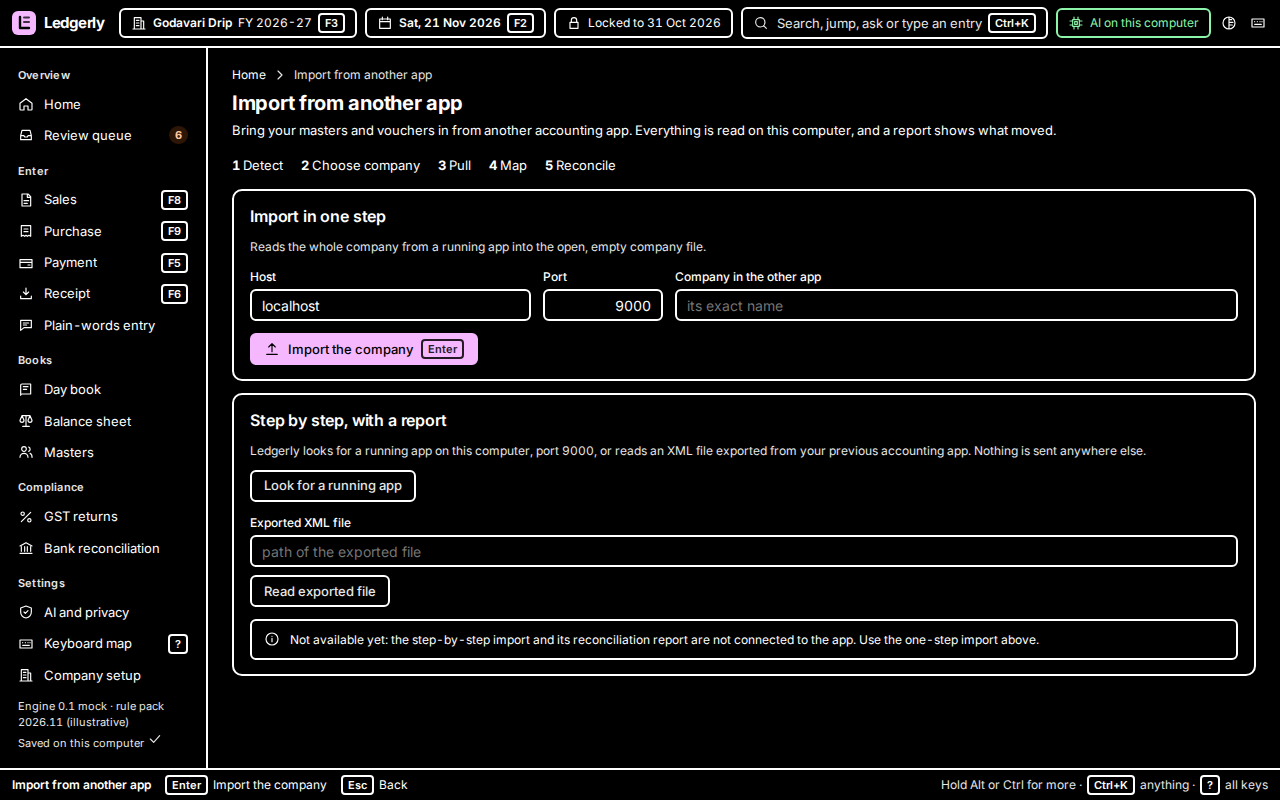 Ledgerly
Godavari Drip FY 2026-27 F3
Sat, 21 Nov 2026 F2
Locked to 31 Oct 2026
Search, jump, ask or type an entry Ctrl+K
AI on this computer
Overview
Home
Review queue 6
Enter
Sales F8
Purchase F9
Payment F5
Receipt F6
Plain-words entry
Books
Day book
Balance sheet
Masters
Compliance
GST returns
Bank reconciliation
Settings
AI and privacy
Keyboard map ?
Company setup
Engine 0.1 mock · rule pack
2026.11 (illustrative)
Saved on this computer
Home Import from another app
Import from another app
Bring your masters and vouchers in from another accounting app. Everything is read on this computer, and a report shows what moved.
1 Detect 2 Choose company 3 Pull 4 Map 5 Reconcile
Import in one step
Reads the whole company from a running app into the open, empty company file.
Host Port Company in the other app
localhost 9000 its exact name
Import the company Enter
Step by step, with a report
Ledgerly looks for a running app on this computer, port 9000, or reads an XML file exported from your previous accounting app. Nothing is sent anywhere else.
Look for a running app
Exported XML file
path of the exported file
Read exported file
Not available yet: the step-by-step import and its reconciliation report are not connected to the app. Use the one-step import above.
Import from another app Enter Import the company Esc Back
Hold Alt or Ctrl for more · Ctrl+K anything · ? all keys